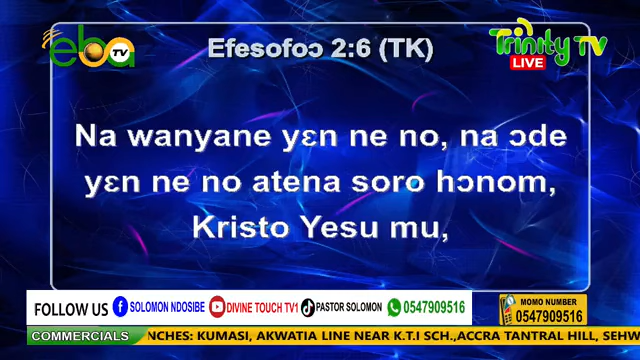 eba TV
Efesofoɔ 2:6 (TK)
Trinity TV
LIVE
Na wanyane yɛn ne no, na ɔde
yɛn ne no atena soro hɔnom,
Kristo Yesu mu,
FOLLOW US SOLOMON NDOSIBE DIVINE TOUCH TV1 PASTOR SOLOMON 0547909516
MOMO NUMBER
0547909516
COMMERCIALS NCHES: KUMASI, AKWATIA LINE NEAR K.T.I SCH.,ACCRA TANTRAL HILL, SEHW